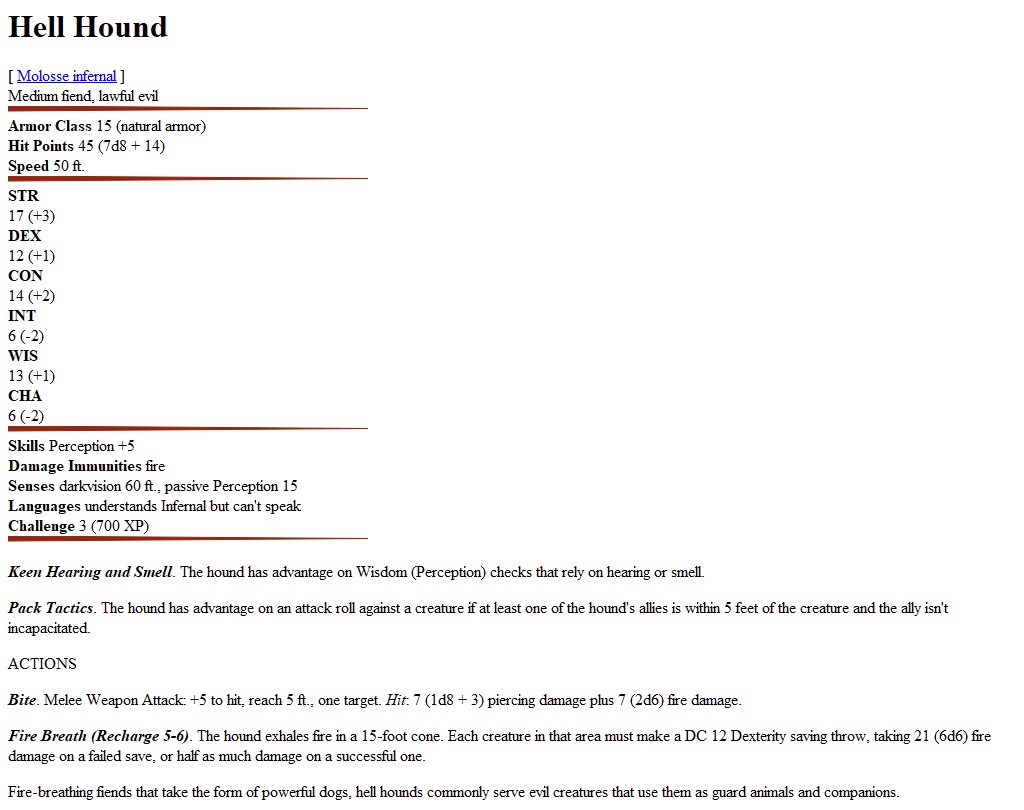 Hell Hound
[ Molosse infernal ]
Medium fiend, lawful evil
Armor Class 15 (natural armor)
Hit Points 45 (7d8 + 14)
Speed 50 ft.
STR
17 (+3)
DEX
12 (+1)
CON
14 (+2)
INT
6 (-2)
WIS
13 (+1)
CHA
6 (-2)
Skills Perception +5
Damage Immunities fire
Senses darkvision 60 ft., passive Perception 15
Languages understands Infernal but can't speak
Challenge 3 (700 XP)
Keen Hearing and Smell. The hound has advantage on Wisdom (Perception) checks that rely on hearing or smell.
Pack Tactics. The hound has advantage on an attack roll against a creature if at least one of the hound's allies is within 5 feet of the creature and the ally isn't
incapacitated.
ACTIONS
Bite. Melee Weapon Attack: +5 to hit, reach 5 ft., one target. Hit: 7 (1d8 + 3) piercing damage plus 7 (2d6) fire damage.
Fire Breath (Recharge 5-6). The hound exhales fire in a 15-foot cone. Each creature in that area must make a DC 12 Dexterity saving throw, taking 21 (6d6) fire
damage on a failed save, or half as much damage on a successful one.
Fire-breathing fiends that take the form of powerful dogs, hell hounds commonly serve evil creatures that use them as guard animals and companions.